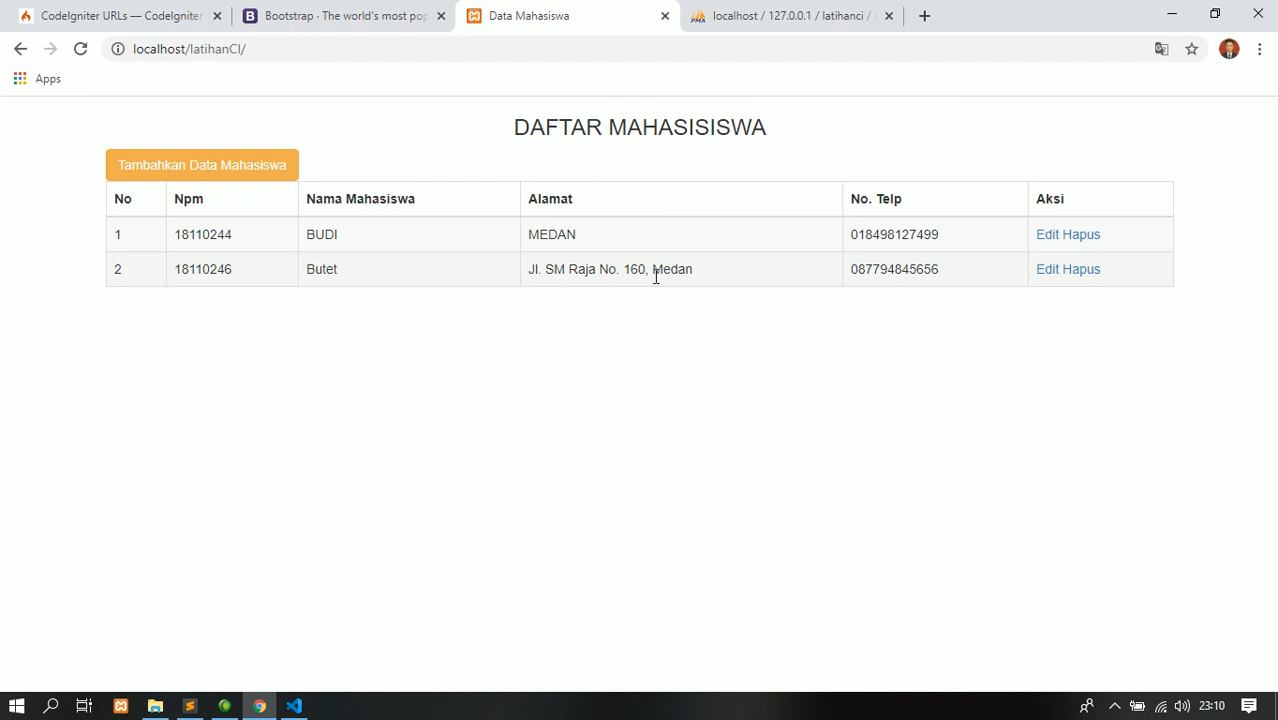 CodeIgniter URLs — CodeIgniter
Bootstrap · The world's most pop
Data Mahasiswa
localhost / 127.0.0.1 / latihanci /
localhost/latihanCI/
Apps
DAFTAR MAHASISISWA
Tambahkan Data Mahasiswa
No Npm Nama Mahasiswa Alamat No. Telp Aksi
1 18110244 BUDI MEDAN 018498127499 Edit Hapus
2 18110246 Butet Jl. SM Raja No. 160, Medan 087794845656 Edit Hapus
23:10